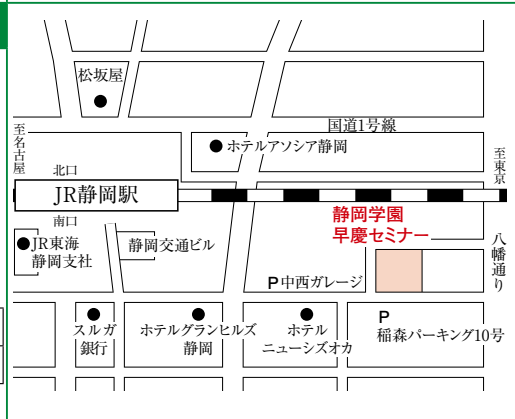 松坂屋
国道1号線
至名古屋
ホテルアソシア静岡
至東京
北口
JR静岡駅
南口
静岡学園
早慶セミナー
JR東海
静岡支社
静岡交通ビル
八幡通り
P中西ガレージ
スルガ
銀行
ホテルグランヒルズ
静岡
ホテル
ニューシズオカ
P
稲森パーキング10号